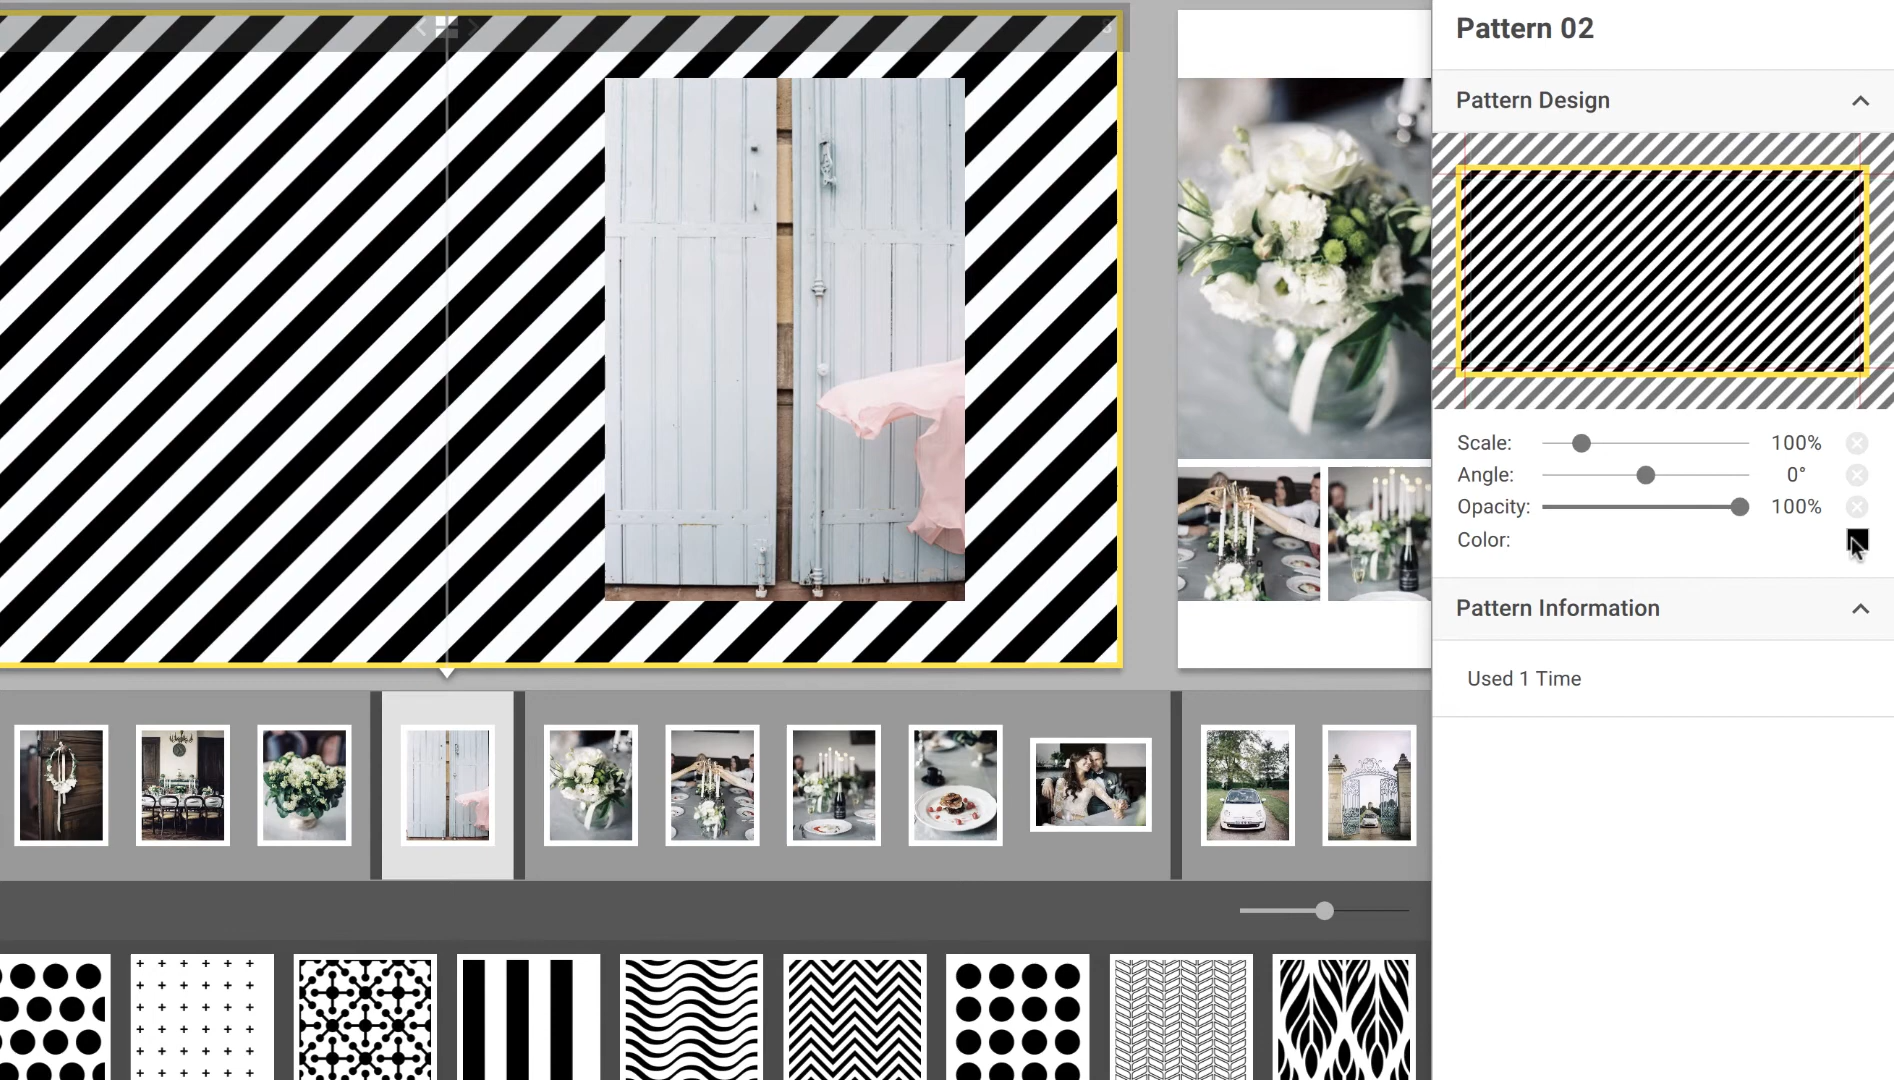 Pattern 02
Pattern Design
Scale: 100%
Angle: 0°
Opacity: 100%
Color:
Pattern Information
Used 1 Time